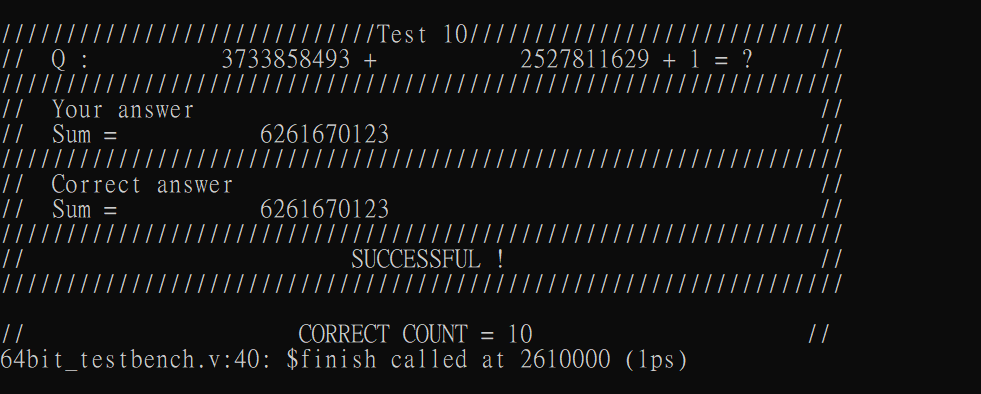 /////////////////////////////Test 10/////////////////////////////
//  Q :          3733858493 +           2527811629 + 1 = ?     //
/////////////////////////////////////////////////////////////////
//  Your answer                                                //
//  Sum =           6261670123                                 //
/////////////////////////////////////////////////////////////////
//  Correct answer                                             //
//  Sum =           6261670123                                 //
/////////////////////////////////////////////////////////////////
//                         SUCCESSFUL !                        //
/////////////////////////////////////////////////////////////////
//                     CORRECT COUNT = 10                     //
64bit_testbench.v:40: $finish called at 2610000 (1ps)